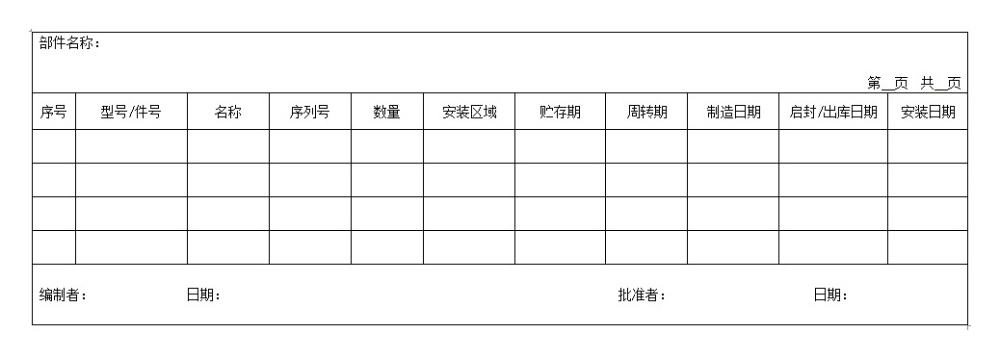 部件名称：
第__页 共__页
序号 型号/件号 名称 序列号 数量 安装区域 贮存期 周转期 制造日期 启封/出库日期 安装日期
编制者： 日期： 批准者： 日期：